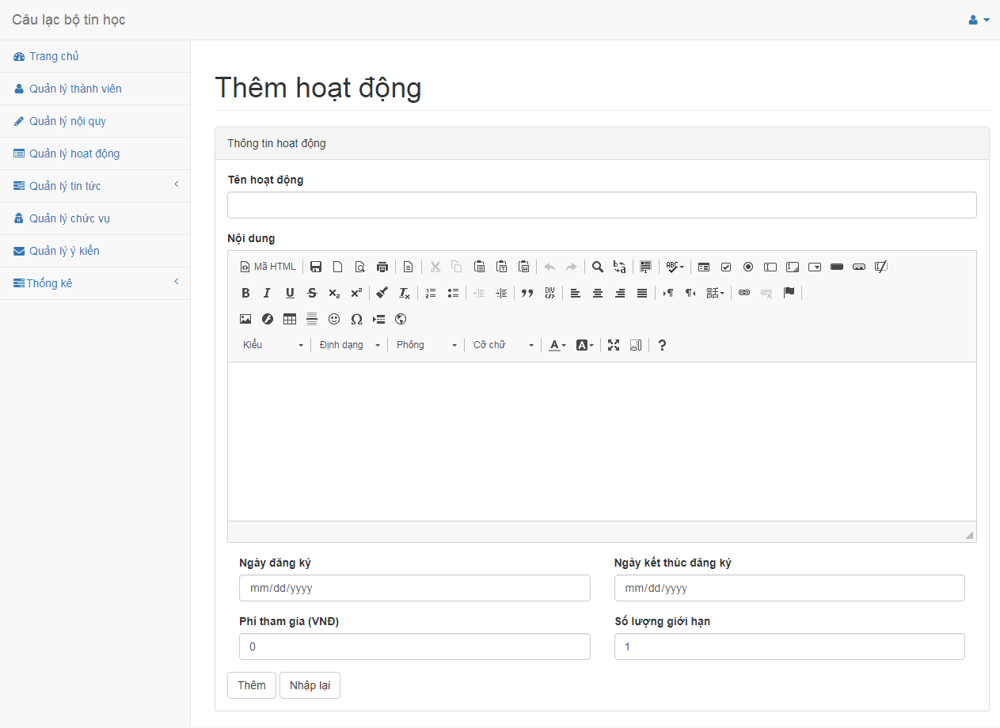 Câu lạc bộ tin học
Trang chủ
Quản lý thành viên
Quản lý nội quy
Quản lý hoạt động
Quản lý tin tức
Quản lý chức vụ
Quản lý ý kiến
Thống kê
Thêm hoạt động
Thông tin hoạt động
Tên hoạt động
Nội dung
Mã HTML
Kiểu Định dạng Phông Cỡ chữ
Ngày đăng ký Ngày kết thúc đăng ký
mm/dd/yyyy mm/dd/yyyy
Phí tham gia (VNĐ) Số lượng giới hạn
0 1
Thêm Nhập lại